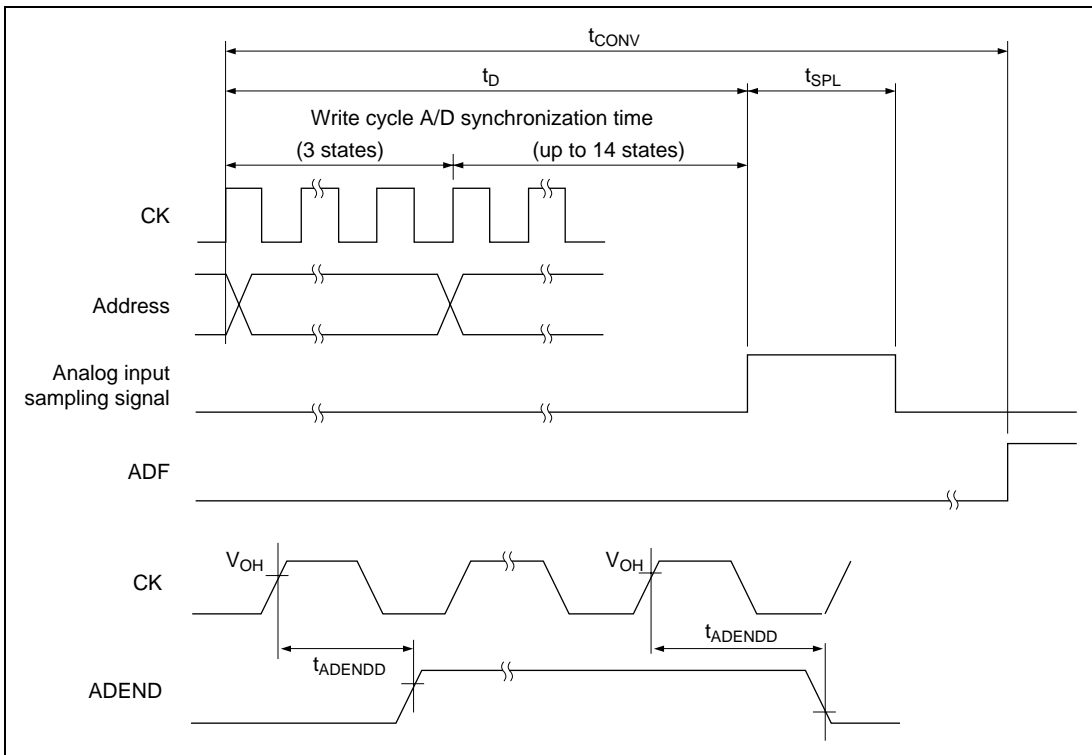 tCONV
tD tSPL
Write cycle A/D synchronization time
(3 states) (up to 14 states)
CK
Address
Analog input
sampling signal
ADF
VOH VOH
CK
tADENDD
tADENDD
ADEND